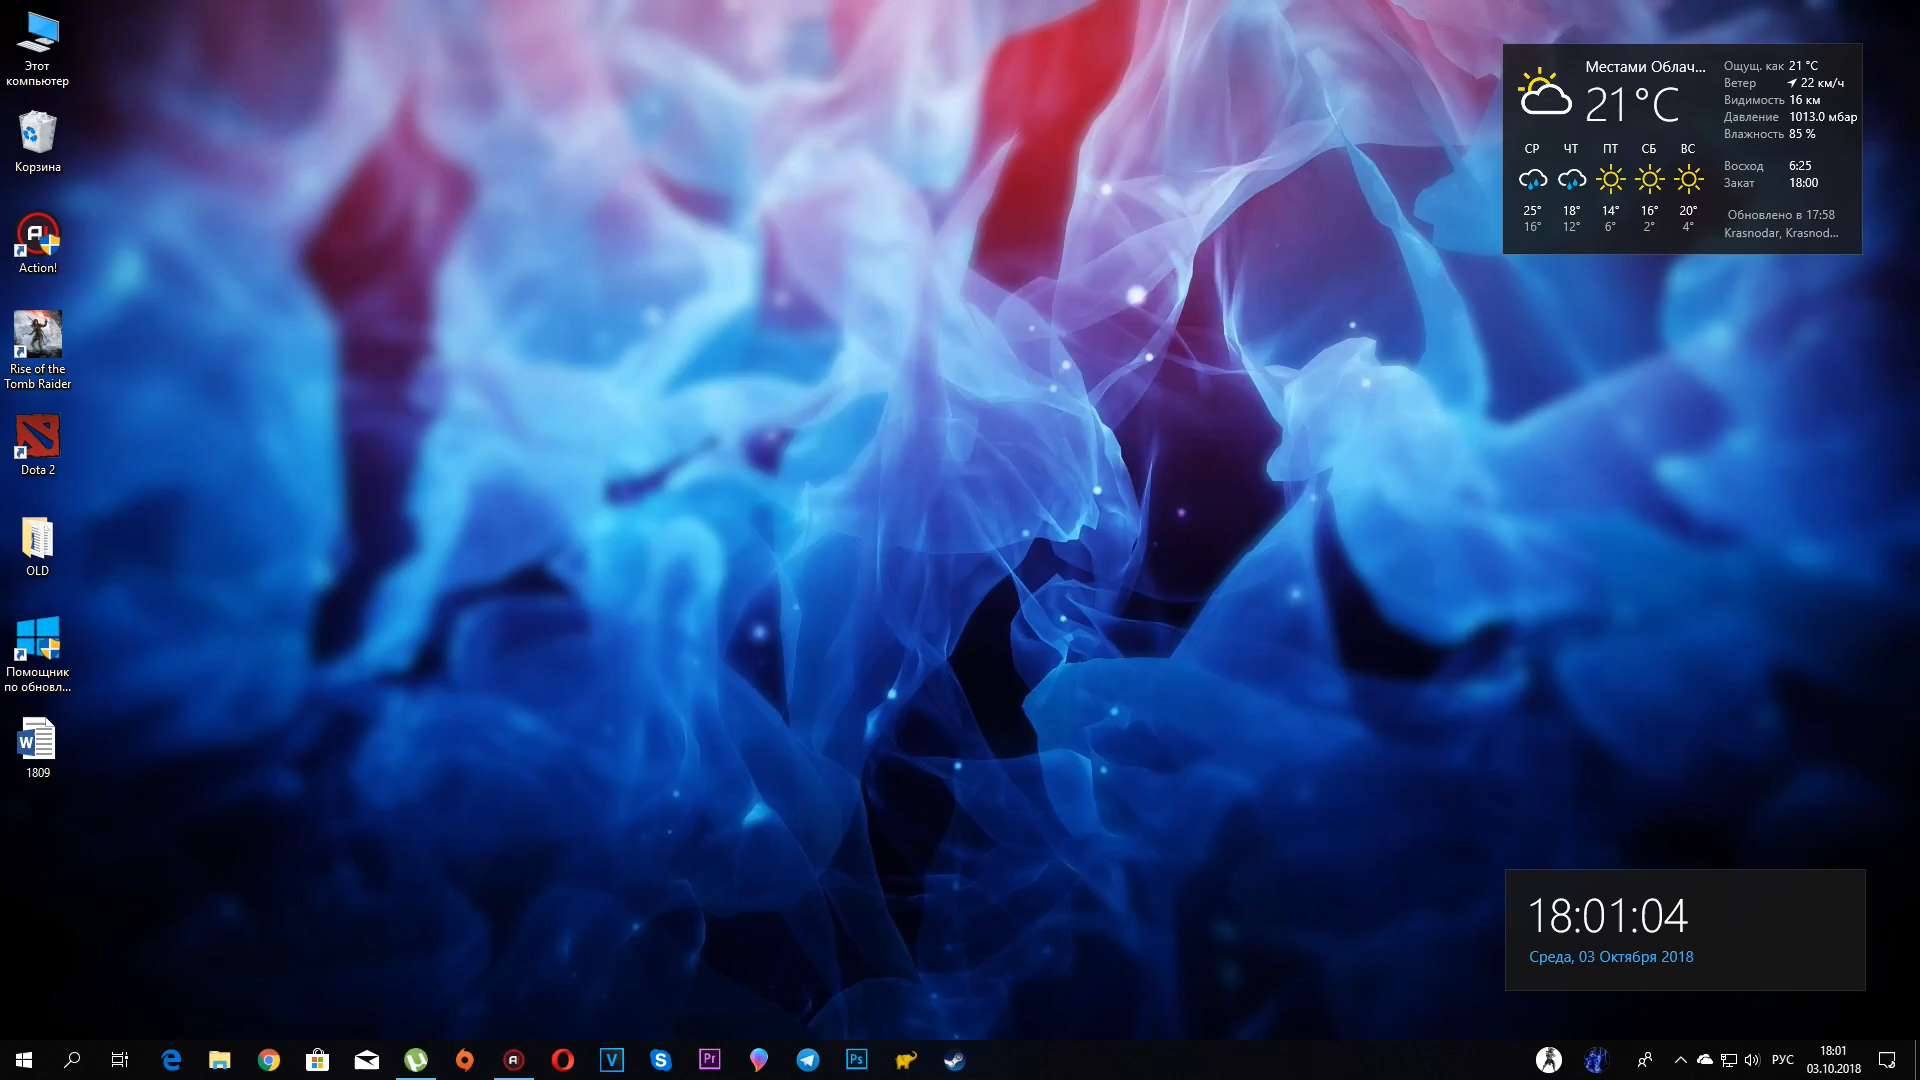 Этот
компьютер
Корзина
Action!
Rise of the
Tomb Raider
Dota 2
OLD
Помощник
по обновл...
1809
Местами Облач...
21°C
Ощущ. как 21 °C
Ветер 22 км/ч
Видимость 16 км
Давление 1013.0 мбар
Влажность 85 %
СР ЧТ ПТ СБ ВС
25° 18° 14° 16° 20°
16° 12° 6° 2° 4°
Восход 6:25
Закат 18:00
Обновлено в 17:58
Krasnodar, Krasnod...
18:01:04
Среда, 03 Октября 2018
V
Pr
Ps
РУС
18:01
03.10.2018